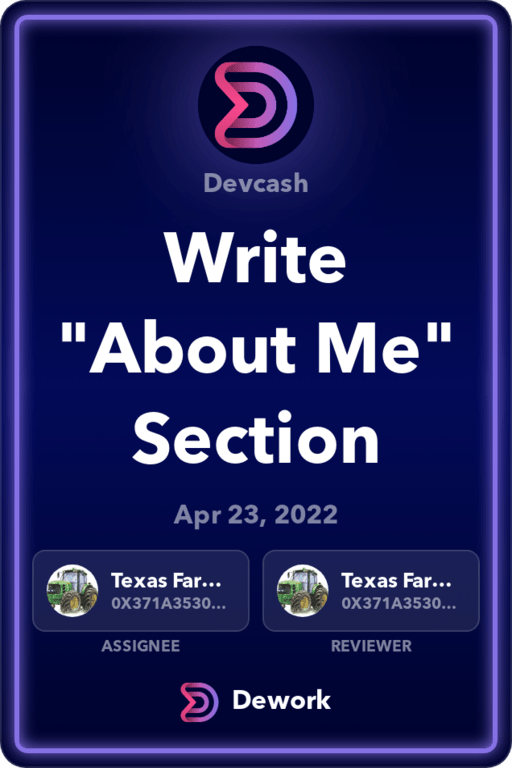 Devcash
Write
"About Me"
Section
Apr 23, 2022
Texas Far...
0X371A3530...
ASSIGNEE
Texas Far...
0X371A3530...
REVIEWER
Dework